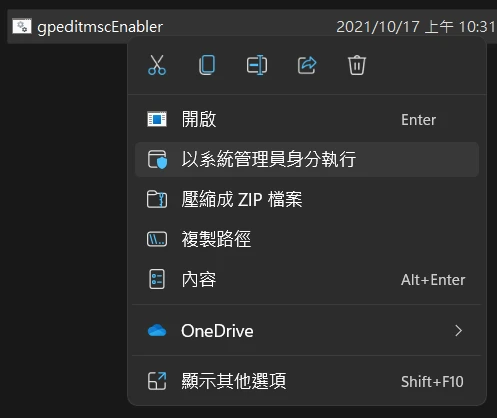 gpeditmscEnabler 2021/10/17 上午 10:31
開啟 Enter
以系統管理員身分執行
壓縮成 ZIP 檔案
複製路徑
內容 Alt+Enter
OneDrive
顯示其他選項 Shift+F10